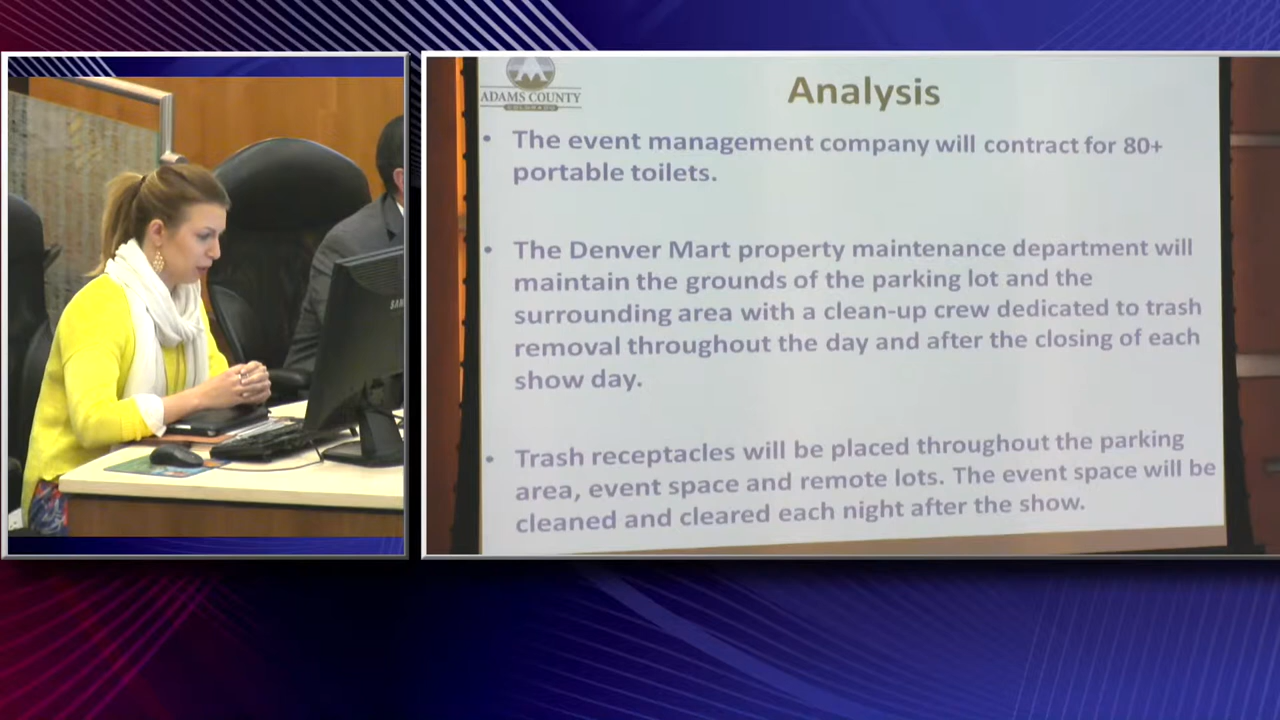 ADAMS COUNTY
COLORADO
Analysis
• The event management company will contract for 80+
portable toilets.
• The Denver Mart property maintenance department will
maintain the grounds of the parking lot and the
surrounding area with a clean-up crew dedicated to trash
removal throughout the day and after the closing of each
show day.
• Trash receptacles will be placed throughout the parking
area, event space and remote lots. The event space will be
cleaned and cleared each night after the show.